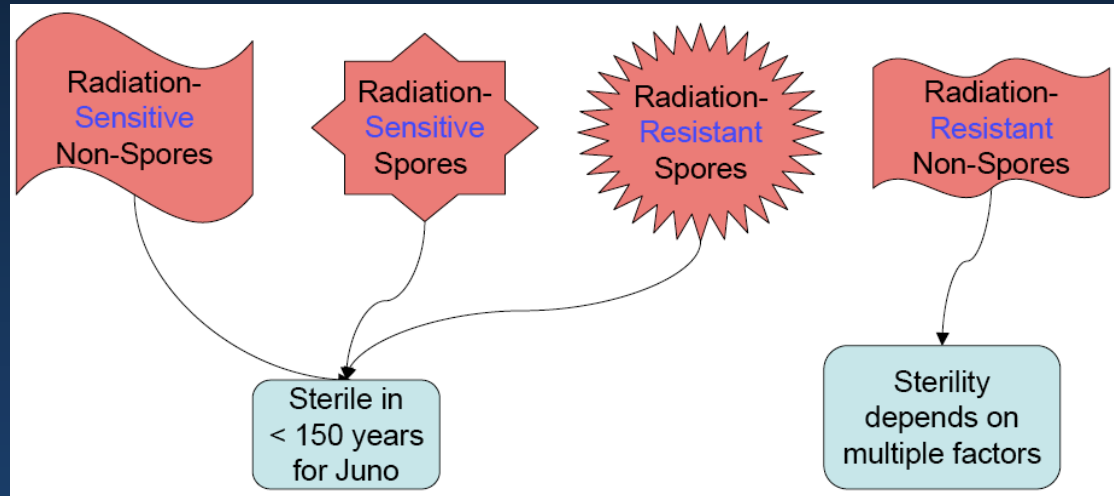 Radiation-
Sensitive
Non-Spores
Radiation-
Sensitive
Spores
Radiation-
Resistant
Spores
Radiation-
Resistant
Non-Spores
Sterile in
< 150 years
for Juno
Sterility
depends on
multiple factors